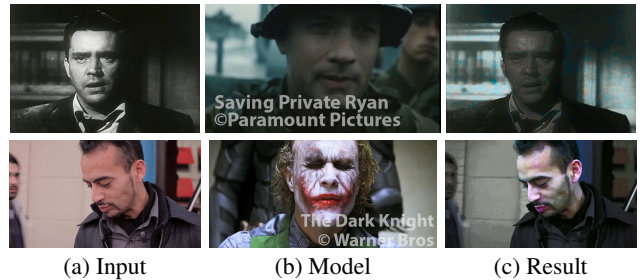 Saving Private Ryan
©Paramount Pictures
The Dark Knight
© Warner Bros
(a) Input
(b) Model
(c) Result